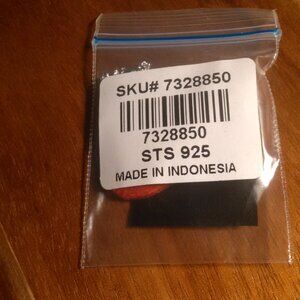 SKU# 7328850
7328850
STS 925
MADE IN INDONESIA